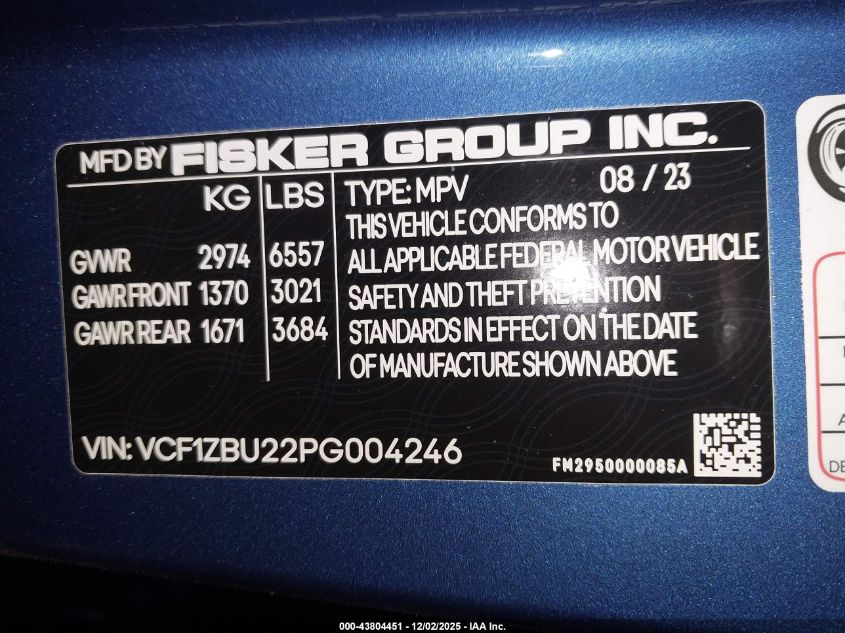 MFD BY FISKER GROUP INC.
KG LBS TYPE: MPV 08 / 23
THIS VEHICLE CONFORMS TO
GVWR 2974 6557 ALL APPLICABLE FEDERAL MOTOR VEHICLE
GAWR FRONT 1370 3021 SAFETY AND THEFT PREVENTION
GAWR REAR 1671 3684 STANDARDS IN EFFECT ON THE DATE
OF MANUFACTURE SHOWN ABOVE
VIN: VCF1ZBU22PG004246
FM2950000085A
000-43804451 - 12/02/2025 - IAA Inc.